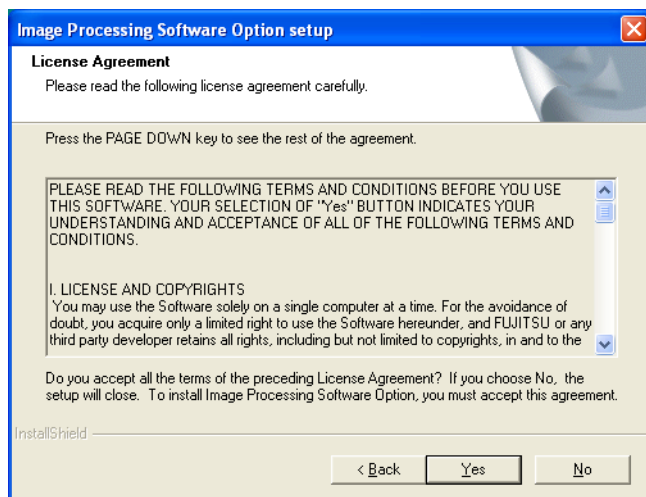 Image Processing Software Option setup
License Agreement
Please read the following license agreement carefully.
Press the PAGE DOWN key to see the rest of the agreement.
PLEASE READ THE FOLLOWING TERMS AND CONDITIONS BEFORE YOU USE
THIS SOFTWARE. YOUR SELECTION OF "Yes" BUTTON INDICATES YOUR
UNDERSTANDING AND ACCEPTANCE OF ALL OF THE FOLLOWING TERMS AND
CONDITIONS.
I. LICENSE AND COPYRIGHTS
You may use the Software solely on a single computer at a time. For the avoidance of
doubt, you acquire only a limited right to use the Software hereunder, and FUJITSU or any
third party developer retains all rights, including but not limited to copyrights, in and to the
Do you accept all the terms of the preceding License Agreement? If you choose No, the
setup will close. To install Image Processing Software Option, you must accept this agreement.
InstallShield
< Back Yes No